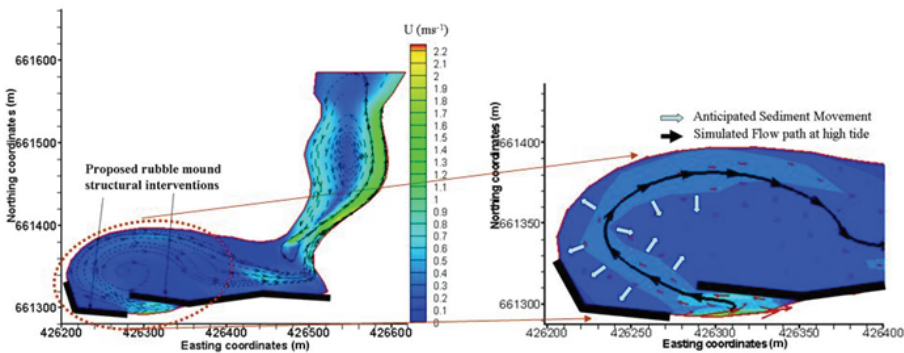 U (ms⁻¹)
2.2
2.1
2
1.9
1.8
1.7
1.6
1.5
1.4
1.3
1.2
1.1
1
0.9
0.8
0.7
0.6
0.5
0.4
0.3
0.2
0.1
0
Northing coordinates (m)
661600
661500
661400
661300
Proposed rubble mound
structural interventions
426200 426300 426400 426500 426600
Easting coordinates (m)
Anticipated Sediment Movement
Simulated Flow path at high tide
Northing coordinates (m)
661400
661350
661300
426200 426250 426300 426350 426400
Easting coordinates (m)